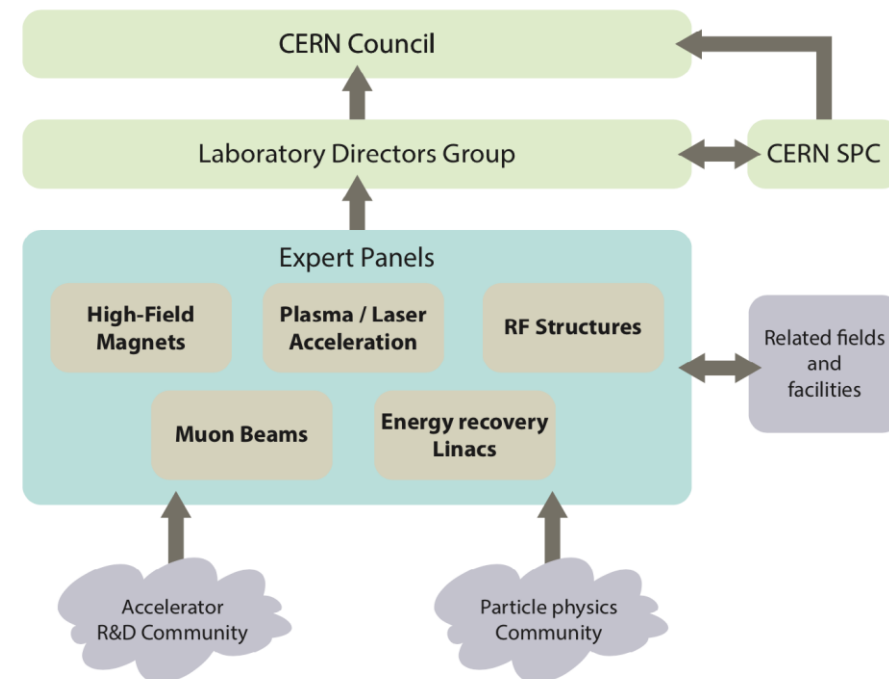 CERN Council
Laboratory Directors Group
CERN SPC
Expert Panels
High-Field
Magnets
Plasma / Laser
Acceleration
RF Structures
Related fields
and
facilities
Muon Beams
Energy recovery
Linacs
Accelerator
R&D Community
Particle physics
Community